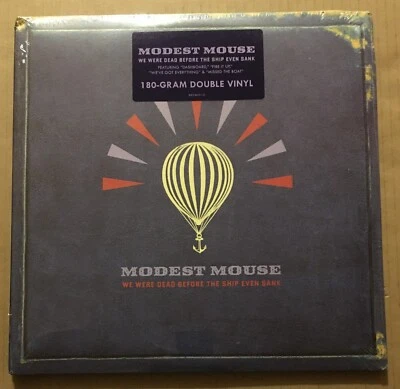 MODEST MOUSE
WE WERE DEAD BEFORE THE SHIP EVEN SANK
FEATURING "DASHBOARD," "FIRE IT UP,"
"WE'VE GOT EVERYTHING" & "MISSED THE BOAT"
180-GRAM DOUBLE VINYL
MODEST MOUSE
WE WERE DEAD BEFORE THE SHIP EVEN SANK